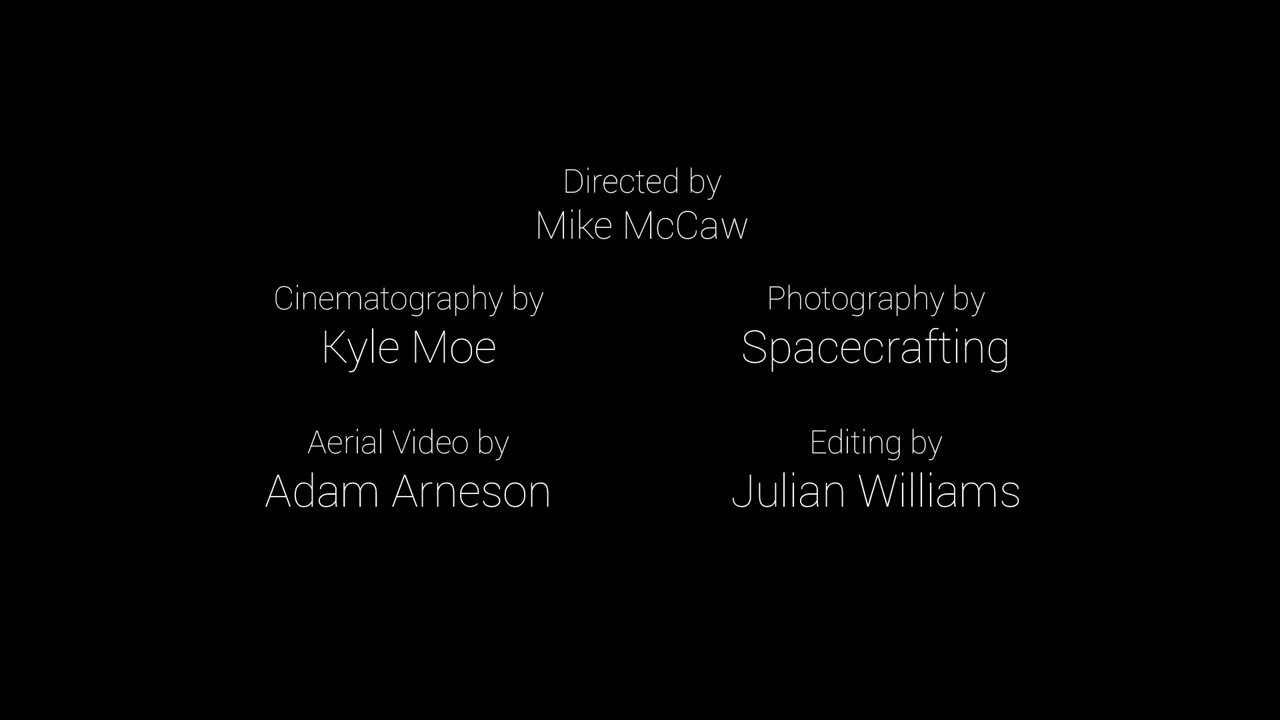 Directed by
Mike McCaw
Cinematography by
Kyle Moe
Photography by
Spacecrafting
Aerial Video by
Adam Arneson
Editing by
Julian Williams